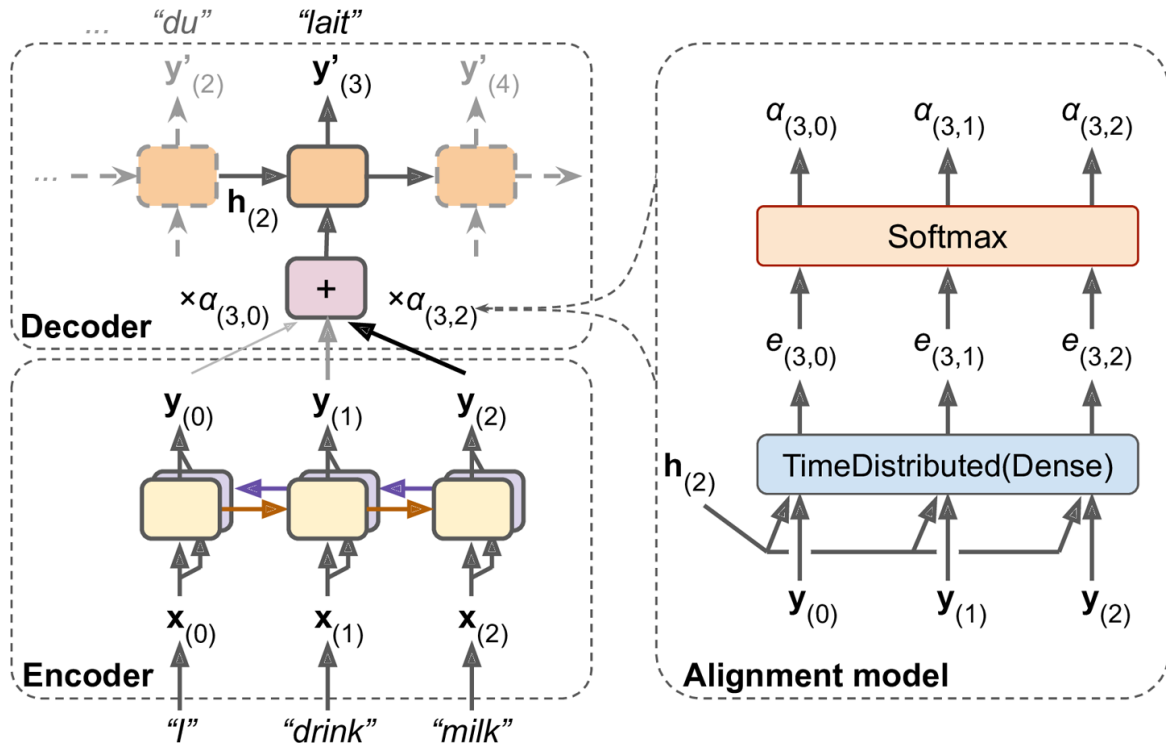 ... “du” “lait”
y’(2) y’(3) y’(4)
...
h(2)
+
×α(3,0) ×α(3,2)
Decoder
y(0) y(1) y(2)
x(0) x(1) x(2)
Encoder
“I” “drink” “milk”
α(3,0) α(3,1) α(3,2)
Softmax
e(3,0) e(3,1) e(3,2)
TimeDistributed(Dense)
h(2)
y(0) y(1) y(2)
Alignment model